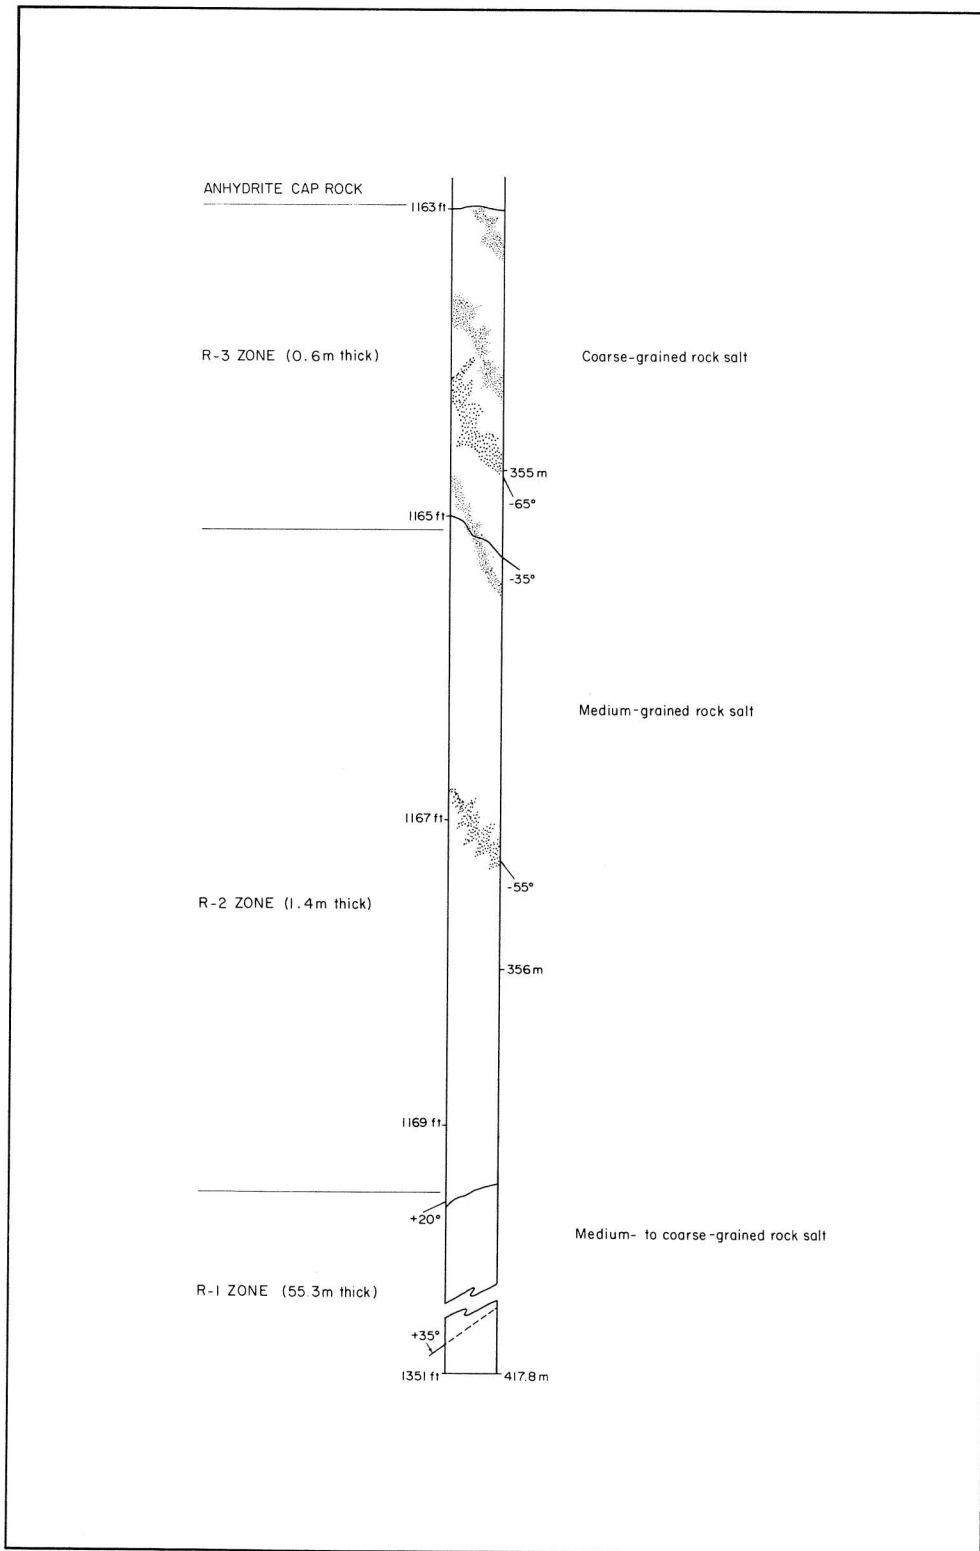 ANHYDRITE CAP ROCK
1163 ft
R-3 ZONE (0.6m thick)
Coarse-grained rock salt
355 m
-65°
1165 ft
-35°
Medium-grained rock salt
1167 ft
-55°
R-2 ZONE (1.4m thick)
356 m
1169 ft
+20°
Medium- to coarse-grained rock salt
R-1 ZONE (55.3m thick)
+35°
1351 ft
417.8 m